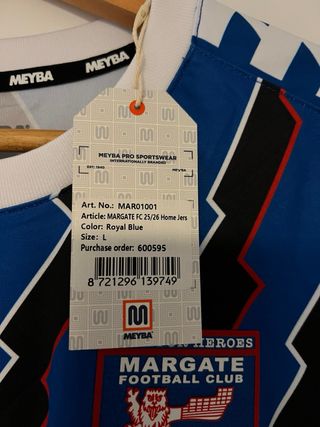 MEYBA
MEYBA
MEYBA PRO SPORTSWEAR
INTERNATIONALLY BRANDED
EST. 1940
MEYBA
Art. No.: MAR01001
Article: MARGATE FC 25/26 Home Jers
Color: Royal Blue
Size: L
Purchase order: 600595
8 721296 139749
MEYBA
HEROES
MARGATE
FOOTBALL CLUB